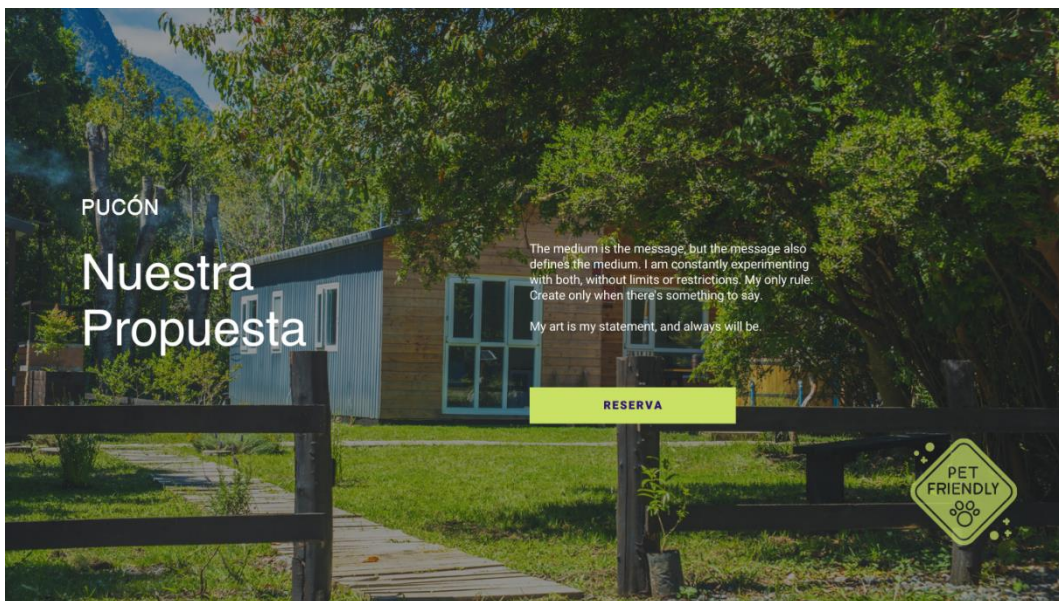 PUCÓN
Nuestra
Propuesta
The medium is the message, but the message also
defines the medium. I am constantly experimenting
with both, without limits or restrictions. My only rule:
Create only when there's something to say.
My art is my statement, and always will be.
RESERVA
PET
FRIENDLY